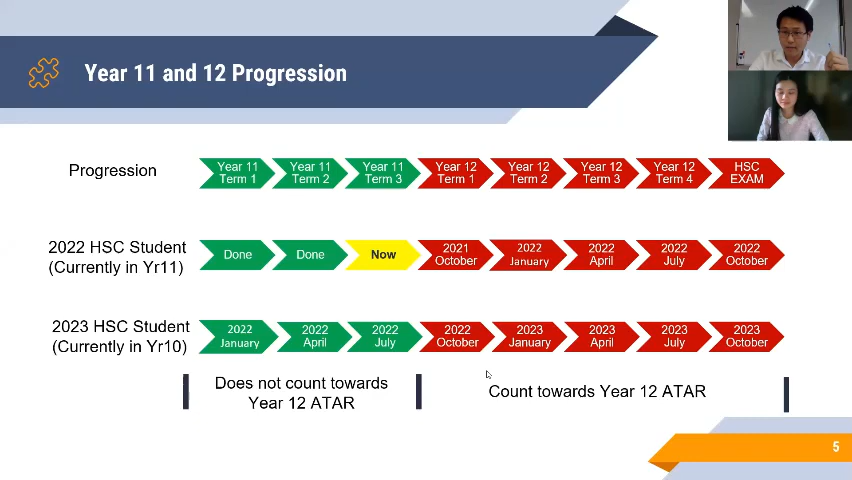 Year 11 and 12 Progression
Progression
Year 11
Term 1
Year 11
Term 2
Year 11
Term 3
Year 12
Term 1
Year 12
Term 2
Year 12
Term 3
Year 12
Term 4
HSC
EXAM
2022 HSC Student
(Currently in Yr11)
Done
Done
Now
2021
October
2022
January
2022
April
2022
July
2022
October
2023 HSC Student
(Currently in Yr10)
2022
January
2022
April
2022
July
2022
October
2023
January
2023
April
2023
July
2023
October
Does not count towards
Year 12 ATAR
Count towards Year 12 ATAR
5